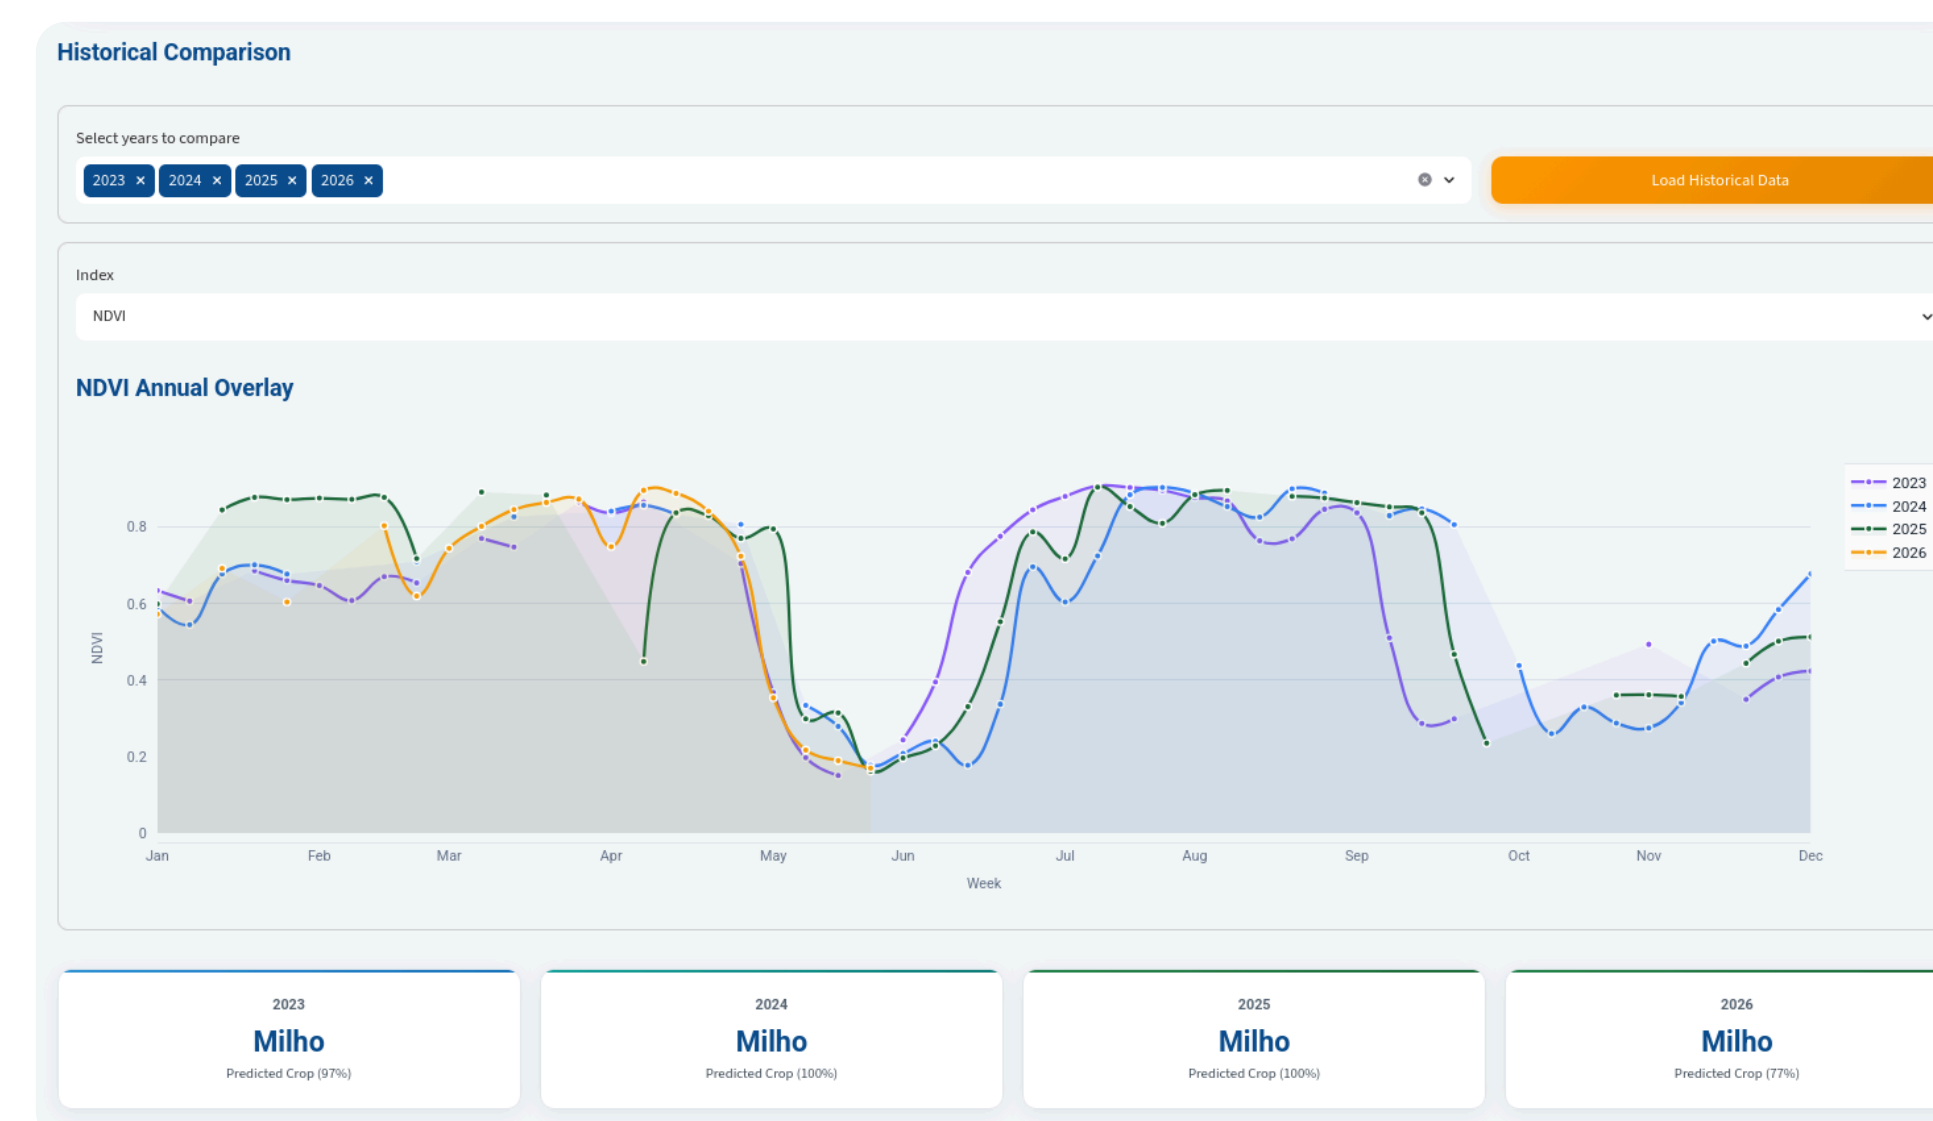 Historical Comparison
Select years to compare
2023 × 2024 × 2025 × 2026 ×
Load Historical Data
Index
NDVI
NDVI Annual Overlay
2023
2024
2025
2026
0.8
0.6
0.4
0.2
0
NDVI
Jan Feb Mar Apr May Jun Jul Aug Sep Oct Nov Dec
Week
2023
Milho
Predicted Crop (97%)
2024
Milho
Predicted Crop (100%)
2025
Milho
Predicted Crop (100%)
2026
Milho
Predicted Crop (77%)